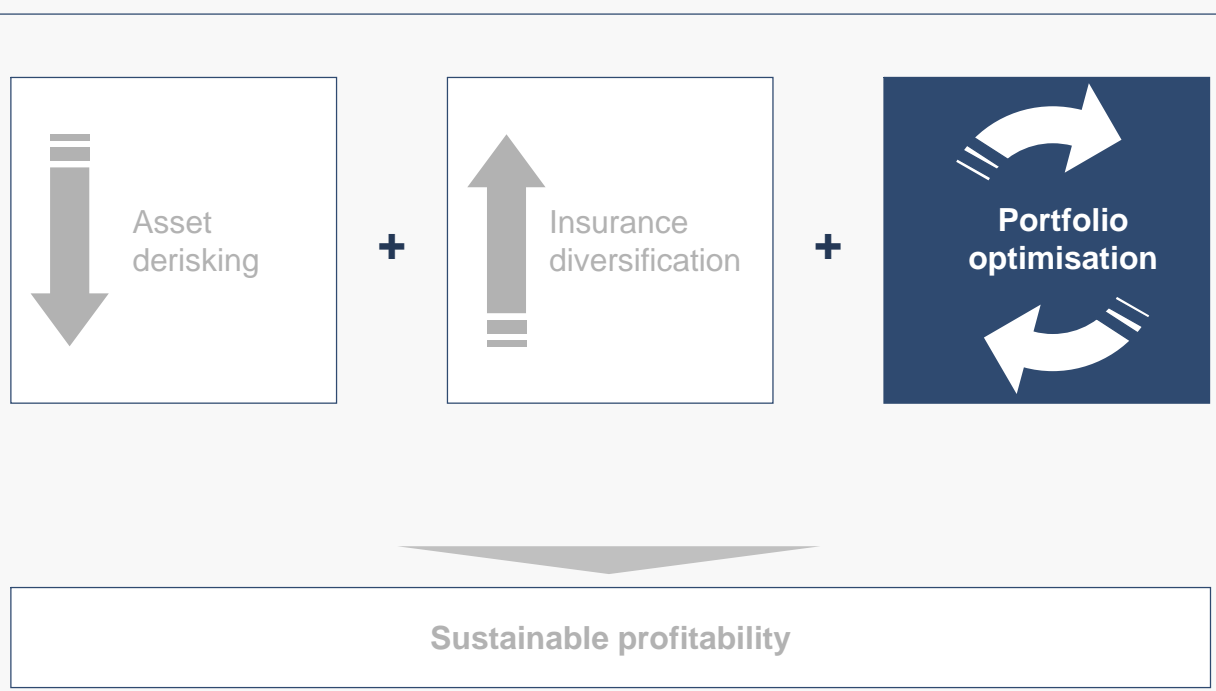 Asset
derisking
+
Insurance
diversification
+
Portfolio
optimisation
Sustainable profitability